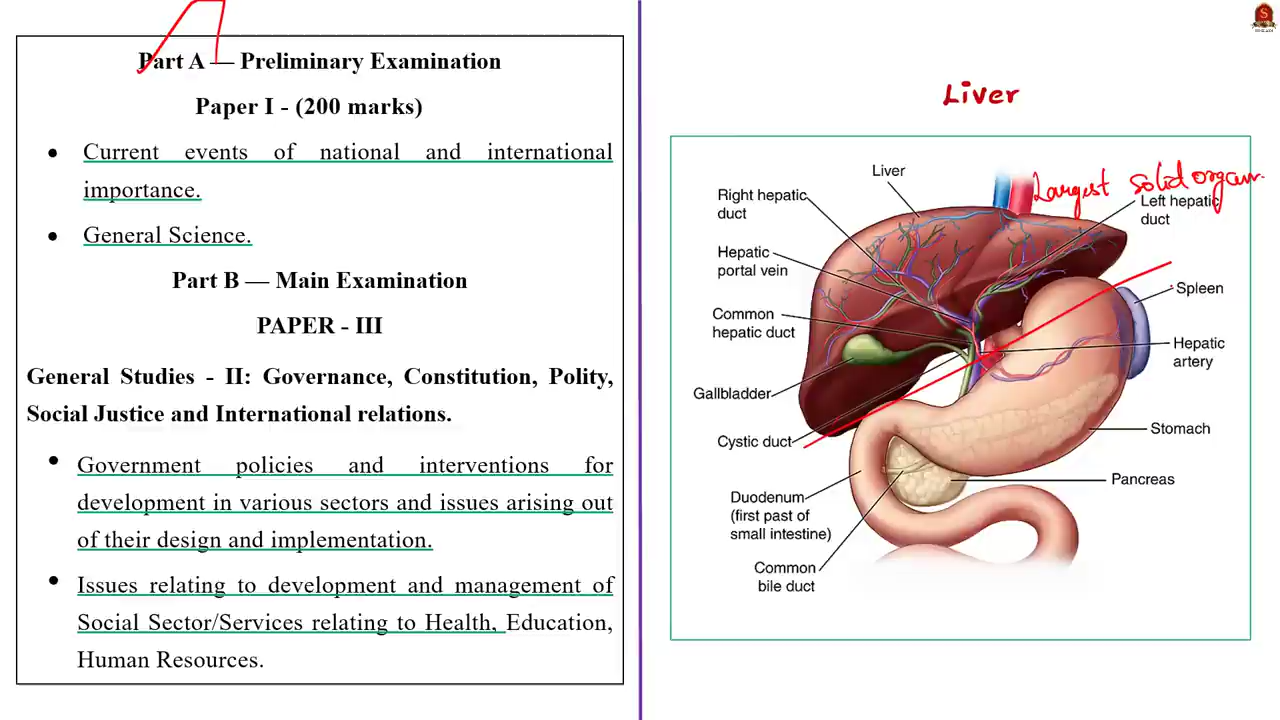 Part A — Preliminary Examination
Paper I - (200 marks)
• Current events of national and international
importance.
• General Science.
Part B — Main Examination
PAPER - III
General Studies - II: Governance, Constitution, Polity,
Social Justice and International relations.
• Government policies and interventions for
development in various sectors and issues arising out
of their design and implementation.
• Issues relating to development and management of
Social Sector/Services relating to Health, Education,
Human Resources.
Liver
Largest solid organ.
Liver
Right hepatic
duct
Left hepatic
duct
Hepatic
portal vein
Spleen
Common
hepatic duct
Hepatic
artery
Gallbladder
Cystic duct
Stomach
Pancreas
Duodenum
(first past of
small intestine)
Common
bile duct